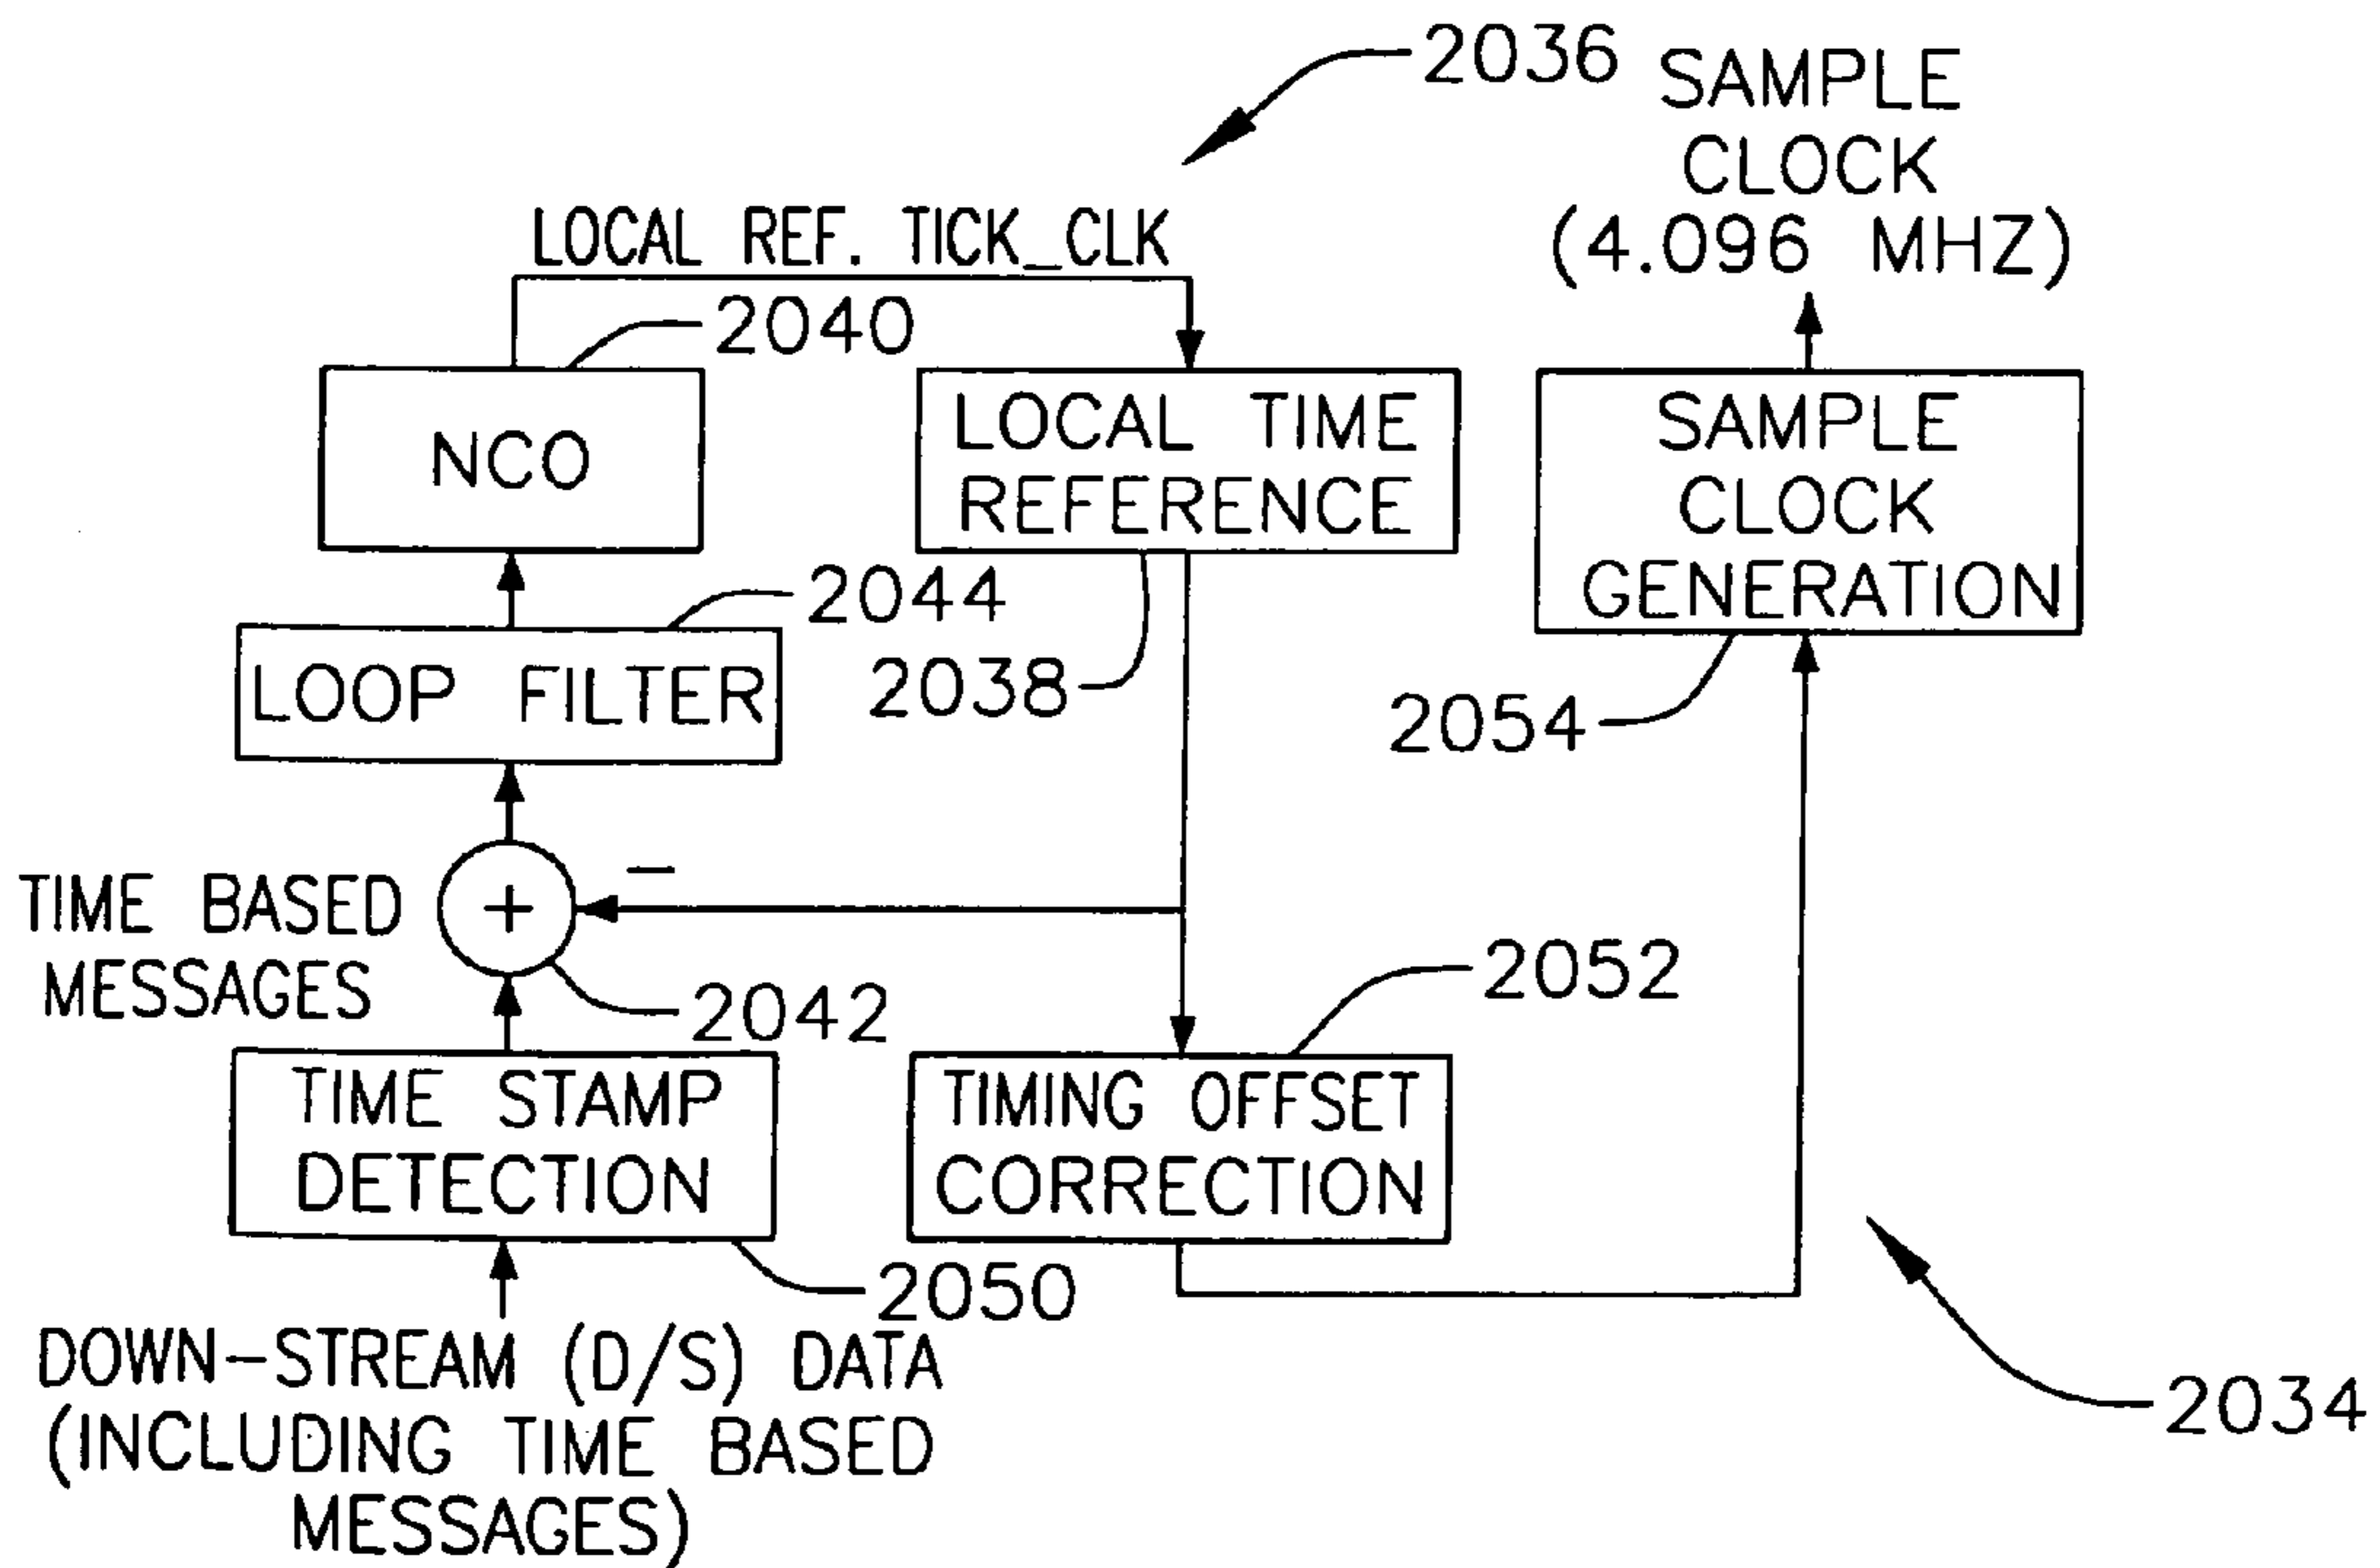 2036
SAMPLE
CLOCK
(4.096 MHZ)
LOCAL REF. TICK_CLK
2040
NCO
LOCAL TIME
REFERENCE
SAMPLE
CLOCK
GENERATION
2044
2038
2054
LOOP FILTER
TIME BASED
MESSAGES
+
−
2042
2052
TIME STAMP
DETECTION
TIMING OFFSET
CORRECTION
2050
DOWN−STREAM (D/S) DATA
(INCLUDING TIME BASED
MESSAGES)
2034